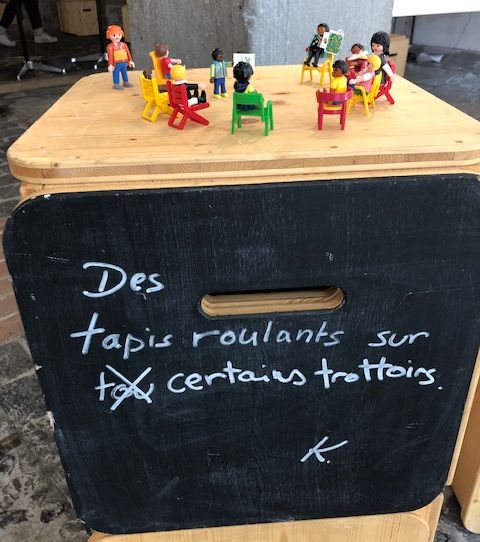 Des
tapis roulants sur
certains trottoirs.
K.